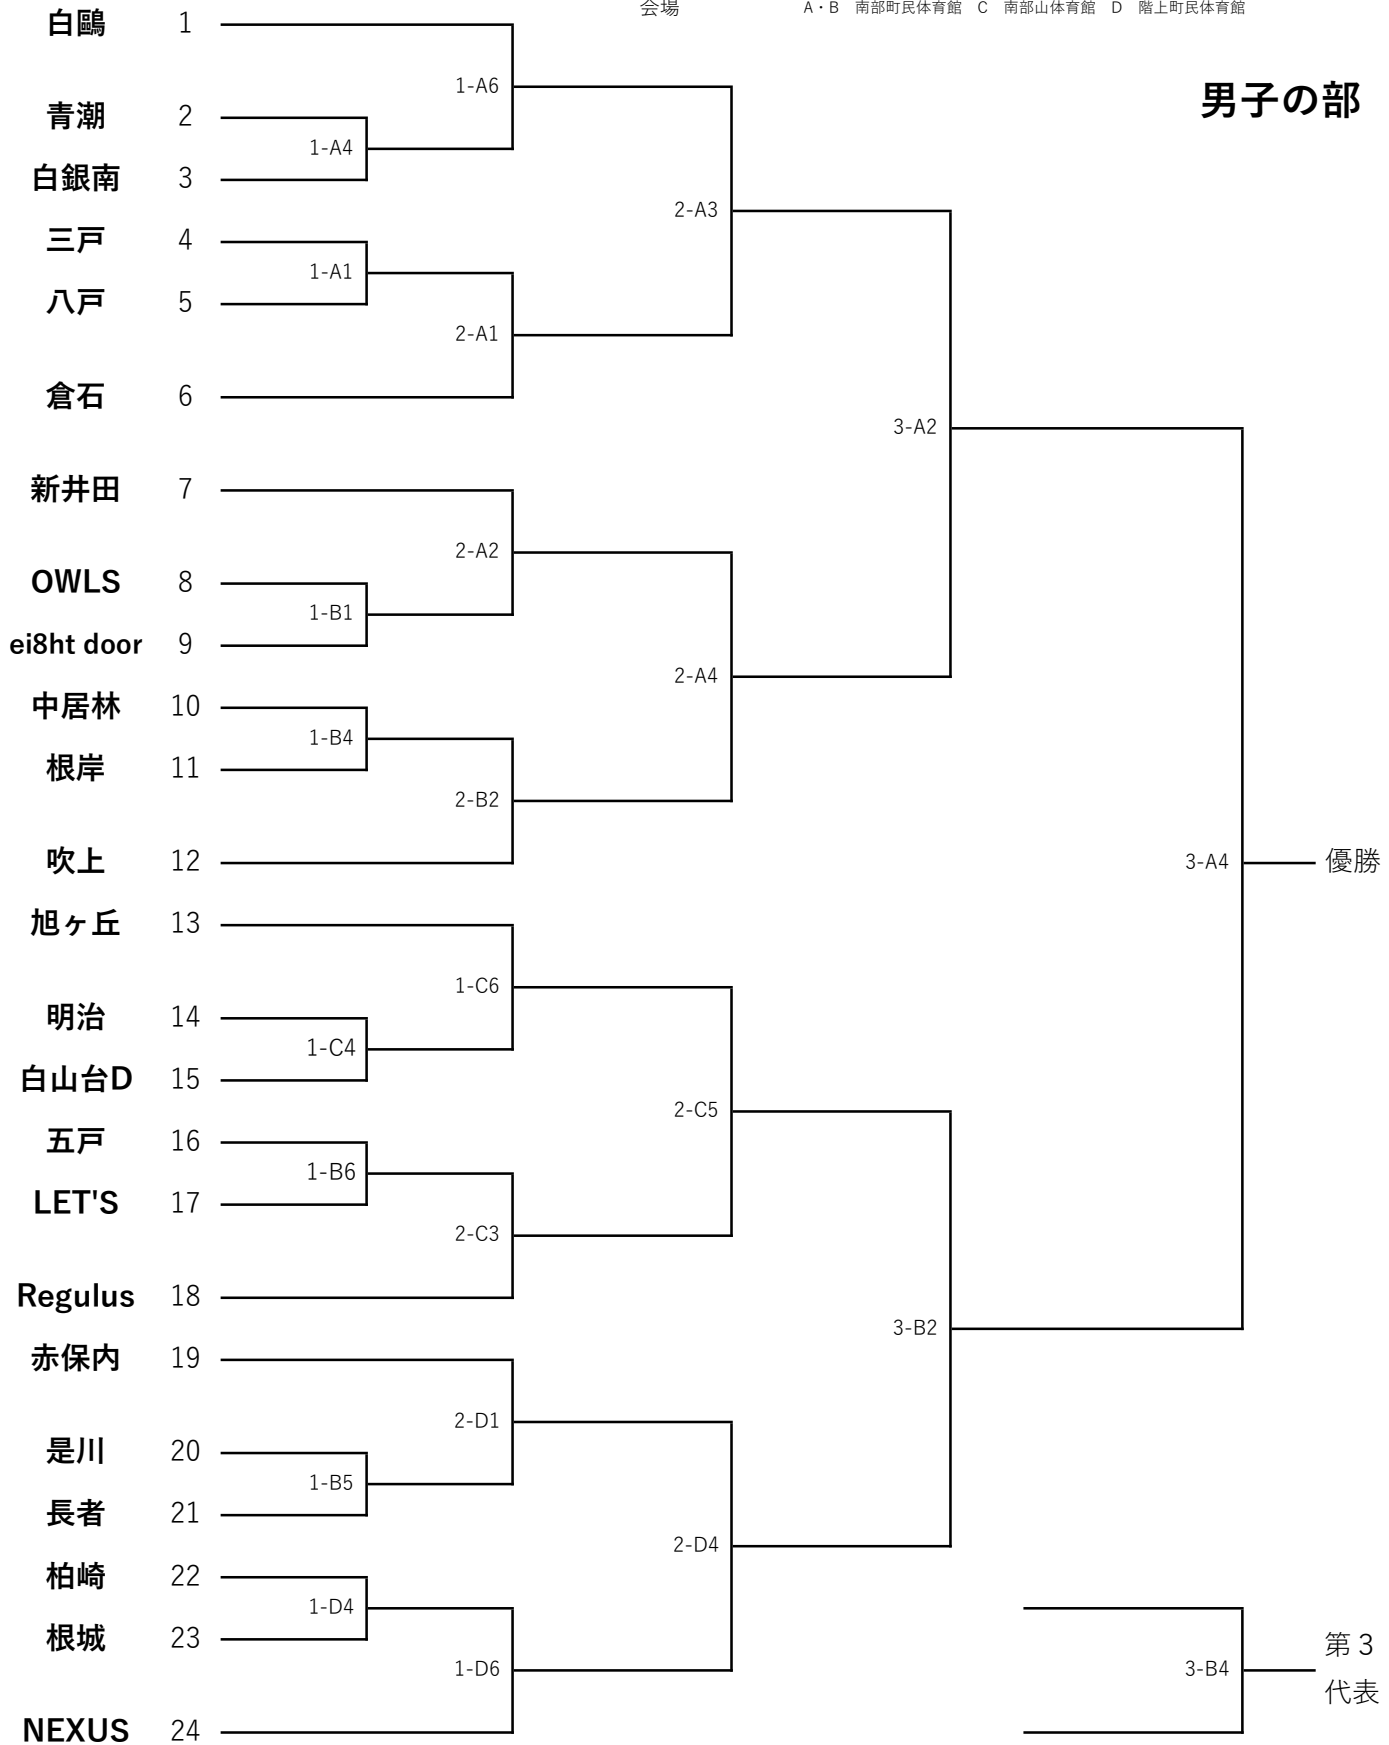 会場 A・B 南部町民体育館 C 南部山体育館 D 階上町民体育館
男子の部
白鷗 1
1-A6
青潮 2
1-A4
白銀南 3
2-A3
三戸 4
1-A1
八戸 5
2-A1
倉石 6
3-A2
新井田 7
2-A2
OWLS 8
1-B1
ei8ht door 9
2-A4
中居林 10
1-B4
根岸 11
2-B2
吹上 12
3-A4 優勝
旭ヶ丘 13
1-C6
明治 14
1-C4
白山台D 15
2-C5
五戸 16
1-B6
LET'S 17
2-C3
Regulus 18
3-B2
赤保内 19
2-D1
是川 20
1-B5
長者 21
2-D4
柏崎 22
1-D4
根城 23
1-D6
NEXUS 24
3-B4
第3
代表